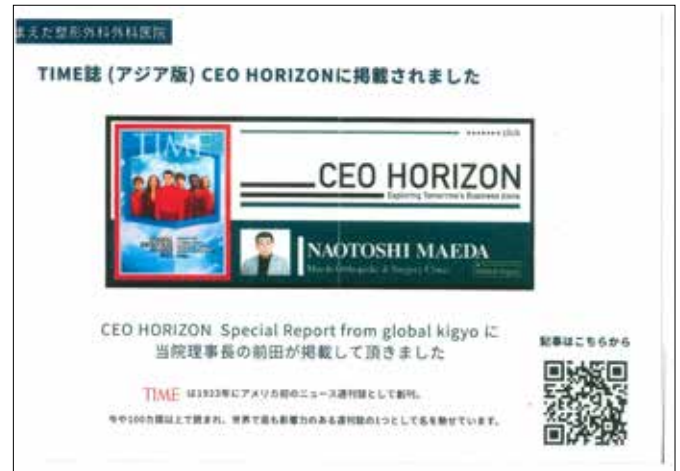 まえだ整形外科外科医院
TIME誌 (アジア版) CEO HORIZONに掲載されました
TIME
click
CEO HORIZON
Exploring Tomorrow's Business Icons
NAOTOSHI MAEDA
Maeda Orthopedic & Surgery Clinic
CEO HORIZON Special Report from global kigyo に
当院理事長の前田が掲載して頂きました
記事はこちらから
TIME は1923年にアメリカ初のニュース週刊誌として創刊。
今や100カ国以上で読まれ、世界で最も影響力のある週刊誌の1つとして名を馳せています。